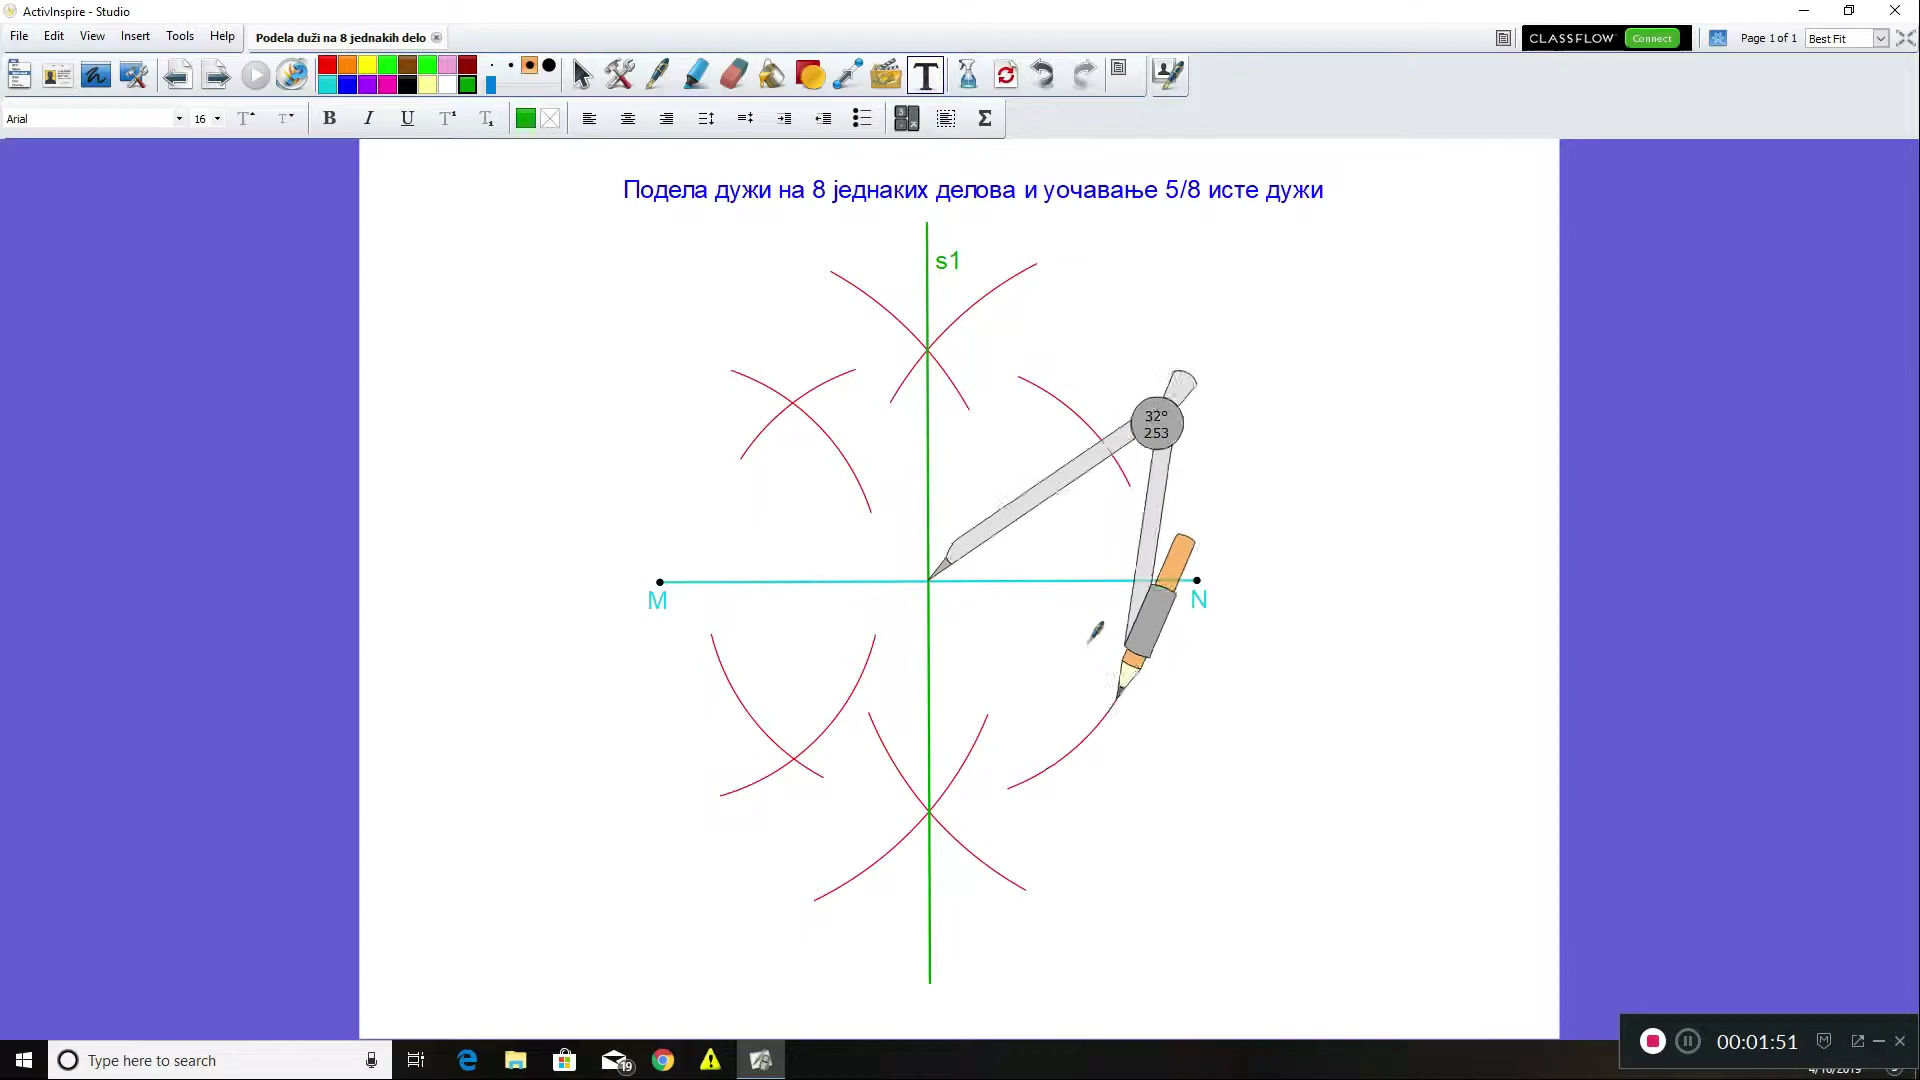 ActivInspire - Studio
File Edit View Insert Tools Help
Podela duži na 8 jednakih delo
CLASSFLOW Connect
Page 1 of 1
Best Fit
Arial
16
B I U
Подела дужи на 8 једнаких делова и уочавање 5/8 исте дужи
s1
32°
253
M
N
Type here to search
19
00:01:51